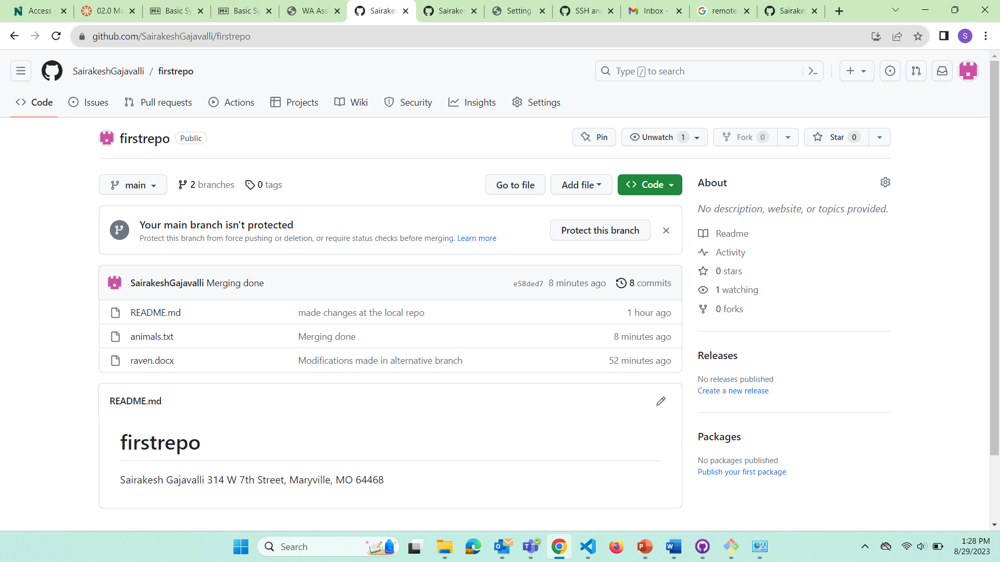 Access y
02.0 Ma
Basic Sy
Basic Sy
WA Assi
Sairakes
Sairakes
Setting
SSH and
Inbox -
remote:
Sairakes
github.com/SairakeshGajavalli/firstrepo
S
SairakeshGajavalli / firstrepo
Type / to search
Code
Issues
Pull requests
Actions
Projects
Wiki
Security
Insights
Settings
firstrepo Public
Pin
Unwatch 1
Fork 0
Star 0
main
2 branches
0 tags
Go to file
Add file
Code
About
No description, website, or topics provided.
Your main branch isn't protected
Protect this branch from force pushing or deletion, or require status checks before merging. Learn more
Protect this branch
Readme
Activity
0 stars
1 watching
0 forks
SairakeshGajavalli Merging done e58ded7 8 minutes ago 8 commits
README.md made changes at the local repo 1 hour ago
animals.txt Merging done 8 minutes ago
raven.docx Modifications made in alternative branch 52 minutes ago
Releases
No releases published
Create a new release
README.md
firstrepo
Sairakesh Gajavalli 314 W 7th Street, Maryville, MO 64468
Packages
No packages published
Publish your first package
Search
1:28 PM
8/29/2023